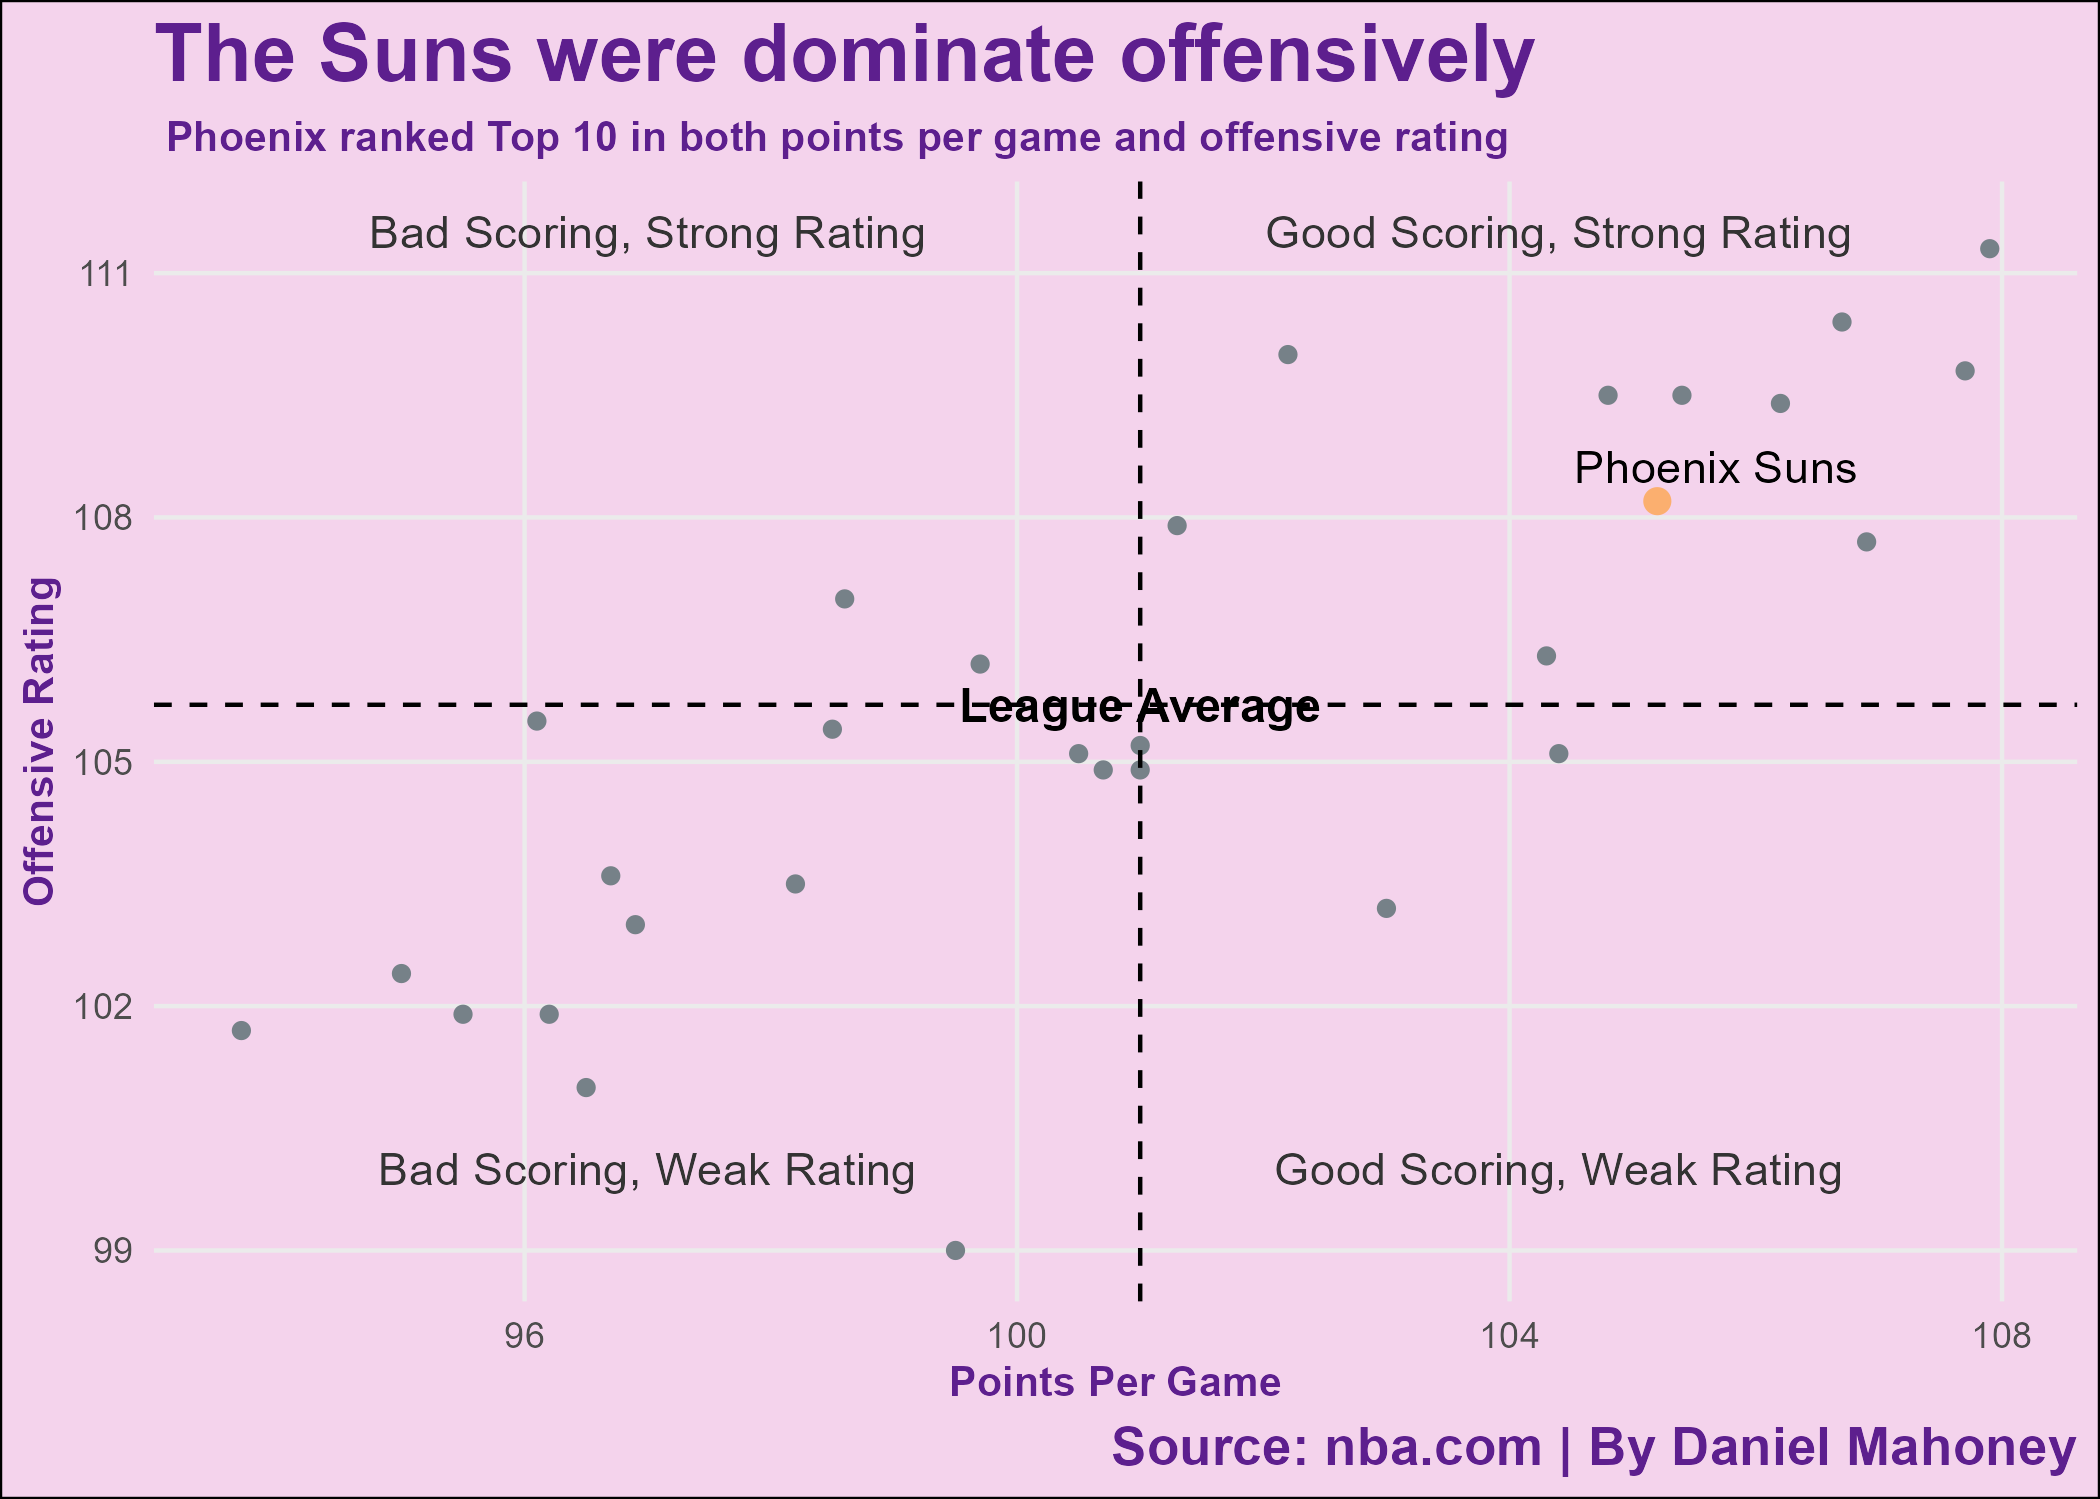 The Suns were dominate offensively
Phoenix ranked Top 10 in both points per game and offensive rating
Bad Scoring, Strong Rating
Good Scoring, Strong Rating
111
Phoenix Suns
108
Offensive Rating
League Average
105
102
Bad Scoring, Weak Rating
Good Scoring, Weak Rating
99
96
100
104
108
Points Per Game
Source: nba.com | By Daniel Mahoney